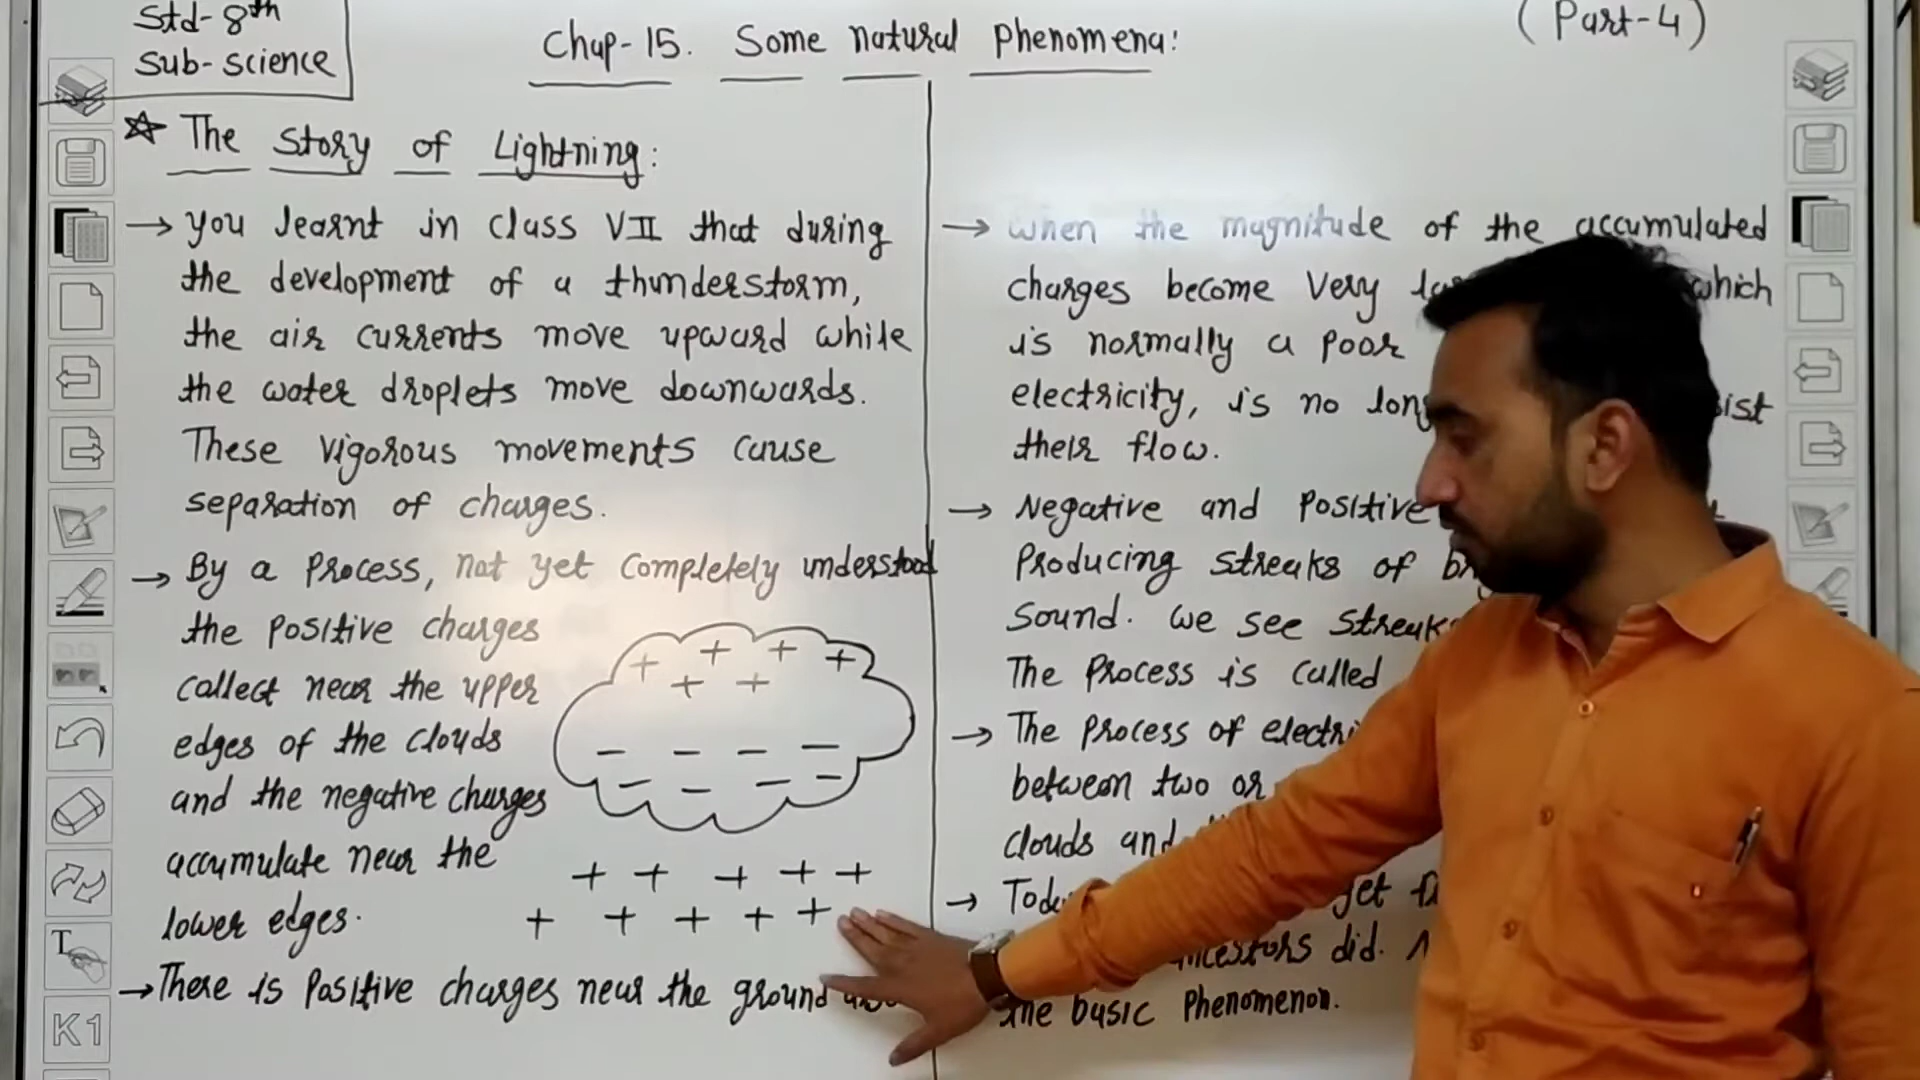 Std-8th
Sub-science
Chap-15. Some natural Phenomena:
(Part-4)
The Story of Lightning:
→ you learnt in class VII that during
the development of a thunderstorm,
the air currents move upward while
the water droplets move downwards.
These vigorous movements cause
separation of charges.
→ By a Process, not yet completely understood
the positive charges
collect near the upper
edges of the clouds
and the negative charges
accumulate near the
lower edges.
+ + + +
+ +
− − − −
− − − −
+ + + + +
+ + + + +
→ There is Positive charges near the ground
→ when the magnitude of the accumulated
charges become very which
is normally a poor
electricity, is no
their flow.
→ Negative and Positive
Producing streaks of
sound. we see
The Process is called
→ The Process of
between two or
clouds and
→ get
did.
the basic Phenomenon.
T
K1